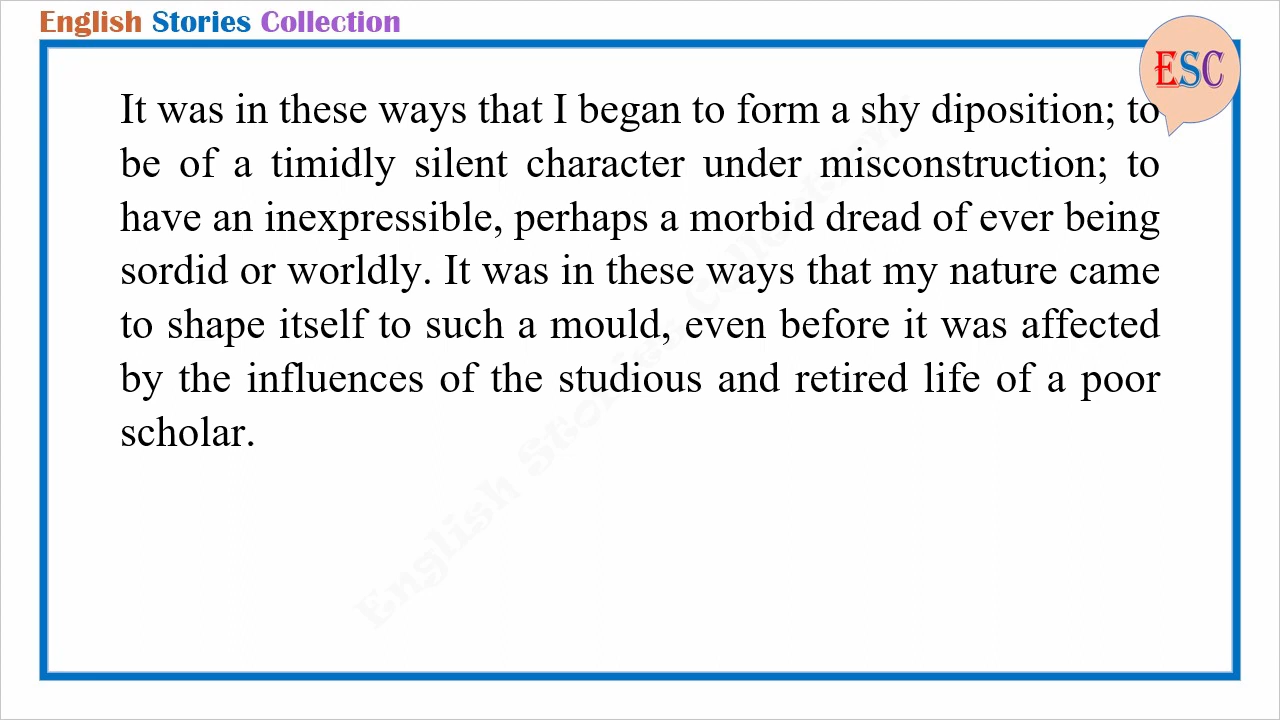 English Stories Collection
ESC
It was in these ways that I began to form a shy diposition; to
be of a timidly silent character under misconstruction; to
have an inexpressible, perhaps a morbid dread of ever being
sordid or worldly. It was in these ways that my nature came
to shape itself to such a mould, even before it was affected
by the influences of the studious and retired life of a poor
scholar.
English Stories Collection